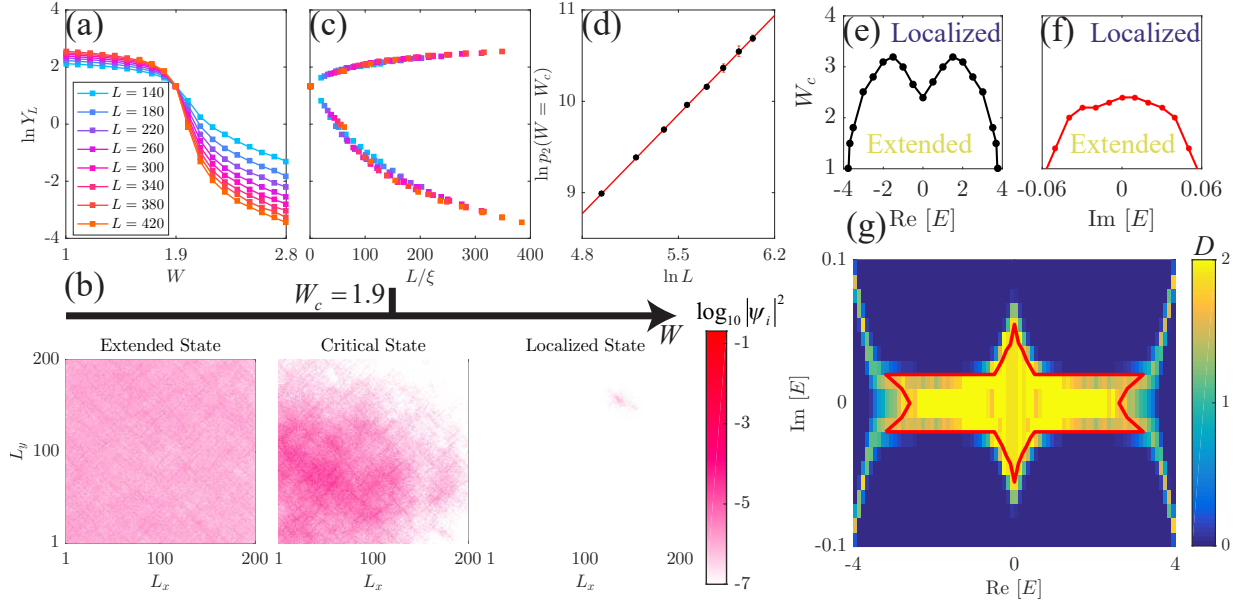 (a)
ln Y_L
4
2
0
-2
-4
1
1.9
2.8
W
L = 140
L = 180
L = 220
L = 260
L = 300
L = 340
L = 380
L = 420
(c)
0
100
200
300
400
L/ξ
(d)
ln p_2(W = W_c)
11
10
9
4.8
5.5
6.2
ln L
(e)
Localized
Extended
W_c
3
2
1
-4
-2
0
2
4
Re [E]
(f)
Localized
Extended
3
2
1
-0.06
0
0.06
Im [E]
(b)
W_c = 1.9
W
Extended State
Critical State
Localized State
L_y
200
100
1
1
100
200
L_x
1
100
200
L_x
1
100
200
L_x
log_10 |ψ_i|^2
-1
-3
-5
-7
(g)
D
2
1
0
Im [E]
0.1
0
-0.1
-4
0
4
Re [E]